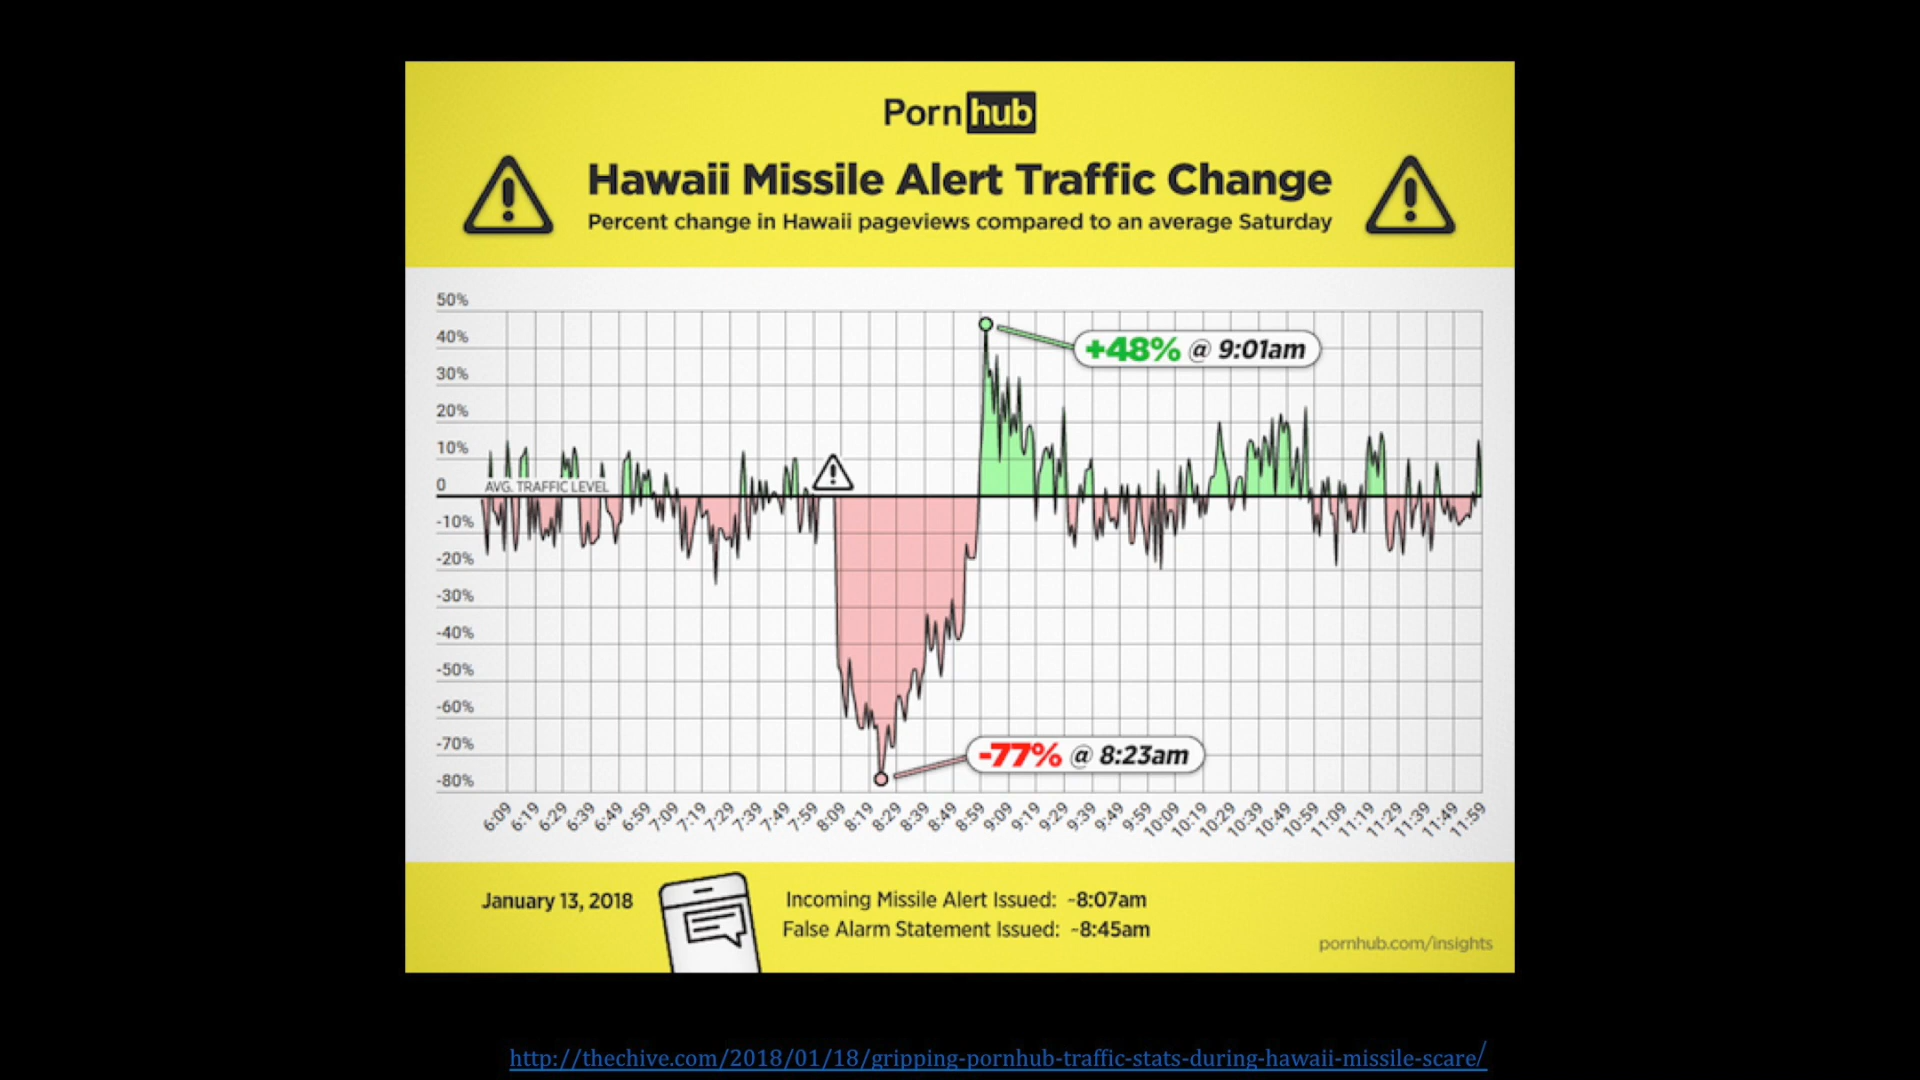 Pornhub
Hawaii Missile Alert Traffic Change
Percent change in Hawaii pageviews compared to an average Saturday
50%
40%
30%
20%
10%
0
-10%
-20%
-30%
-40%
-50%
-60%
-70%
-80%
AVG. TRAFFIC LEVEL
+48% @ 9:01am
-77% @ 8:23am
6:09 6:19 6:29 6:39 6:49 6:59 7:09 7:19 7:29 7:39 7:49 7:59 8:09 8:19 8:29 8:39 8:49 8:59 9:09 9:19 9:29 9:39 9:49 9:59 10:09 10:19 10:29 10:39 10:49 10:59 11:09 11:19 11:29 11:39 11:49 11:59
January 13, 2018
Incoming Missile Alert Issued: ~8:07am
False Alarm Statement Issued: ~8:45am
pornhub.com/insights
http://thechive.com/2018/01/18/gripping-pornhub-traffic-stats-during-hawaii-missile-scare/